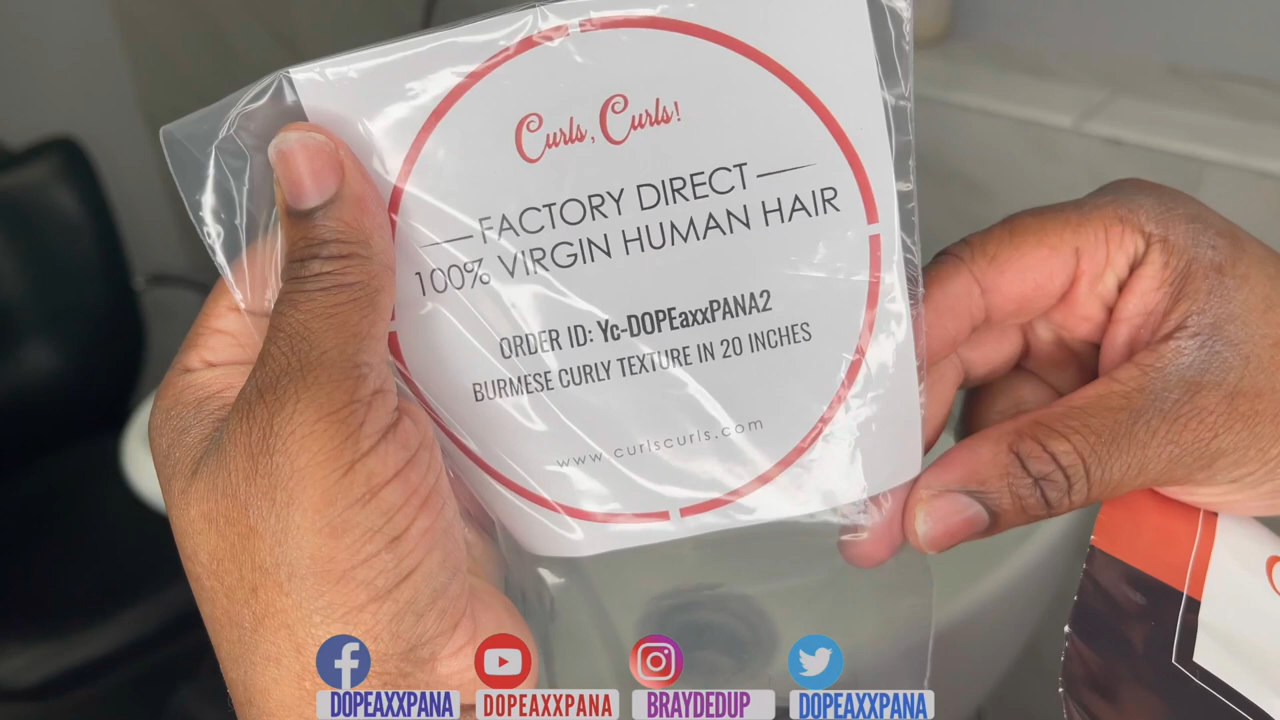 Curls, Curls!
FACTORY DIRECT
100% VIRGIN HUMAN HAIR
ORDER ID: Yc-DOPEaxxPANA2
BURMESE CURLY TEXTURE IN 20 INCHES
www.curlscurls.com
DOPEAXXPANA
DOPEAXXPANA
BRAYDEDUP
DOPEAXXPANA